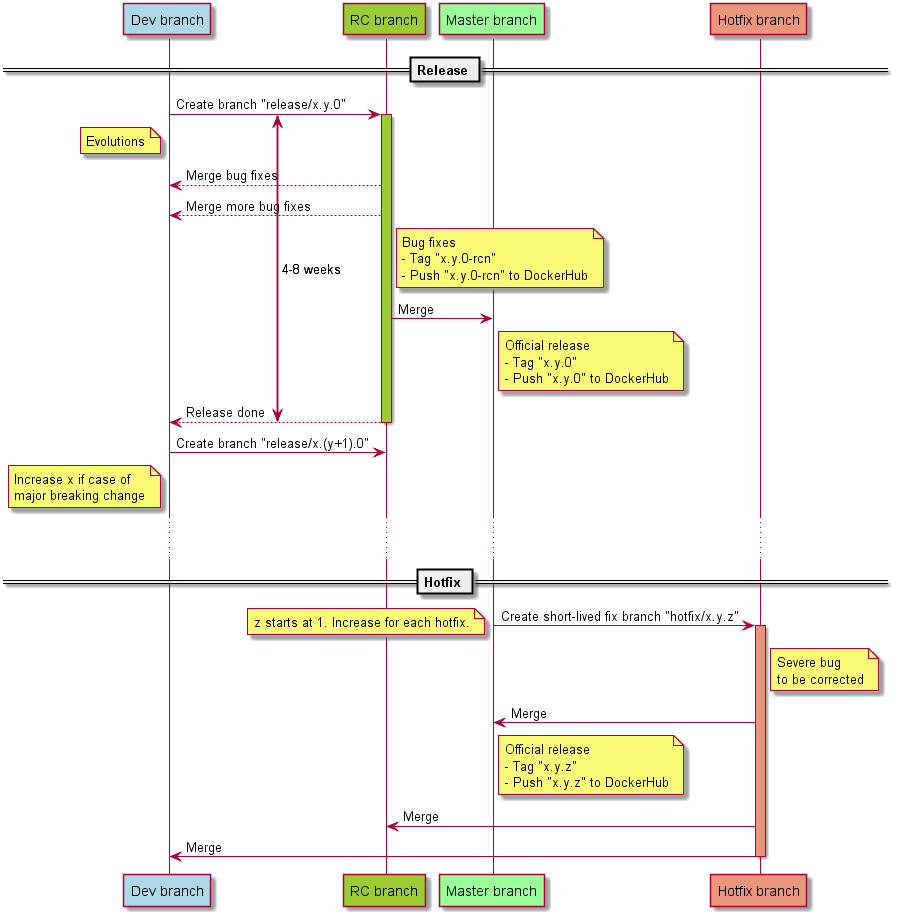 Dev branch
RC branch
Master branch
Hotfix branch
Release
Create branch "release/x.y.0"
Evolutions
Merge bug fixes
Merge more bug fixes
Bug fixes
- Tag "x.y.0-rcn"
- Push "x.y.0-rcn" to DockerHub
4-8 weeks
Merge
Official release
- Tag "x.y.0"
- Push "x.y.0" to DockerHub
Release done
Create branch "release/x.(y+1).0"
Increase x if case of
major breaking change
Hotfix
z starts at 1. Increase for each hotfix.
Create short-lived fix branch "hotfix/x.y.z"
Severe bug
to be corrected
Merge
Official release
- Tag "x.y.z"
- Push "x.y.z" to DockerHub
Merge
Merge
Dev branch
RC branch
Master branch
Hotfix branch